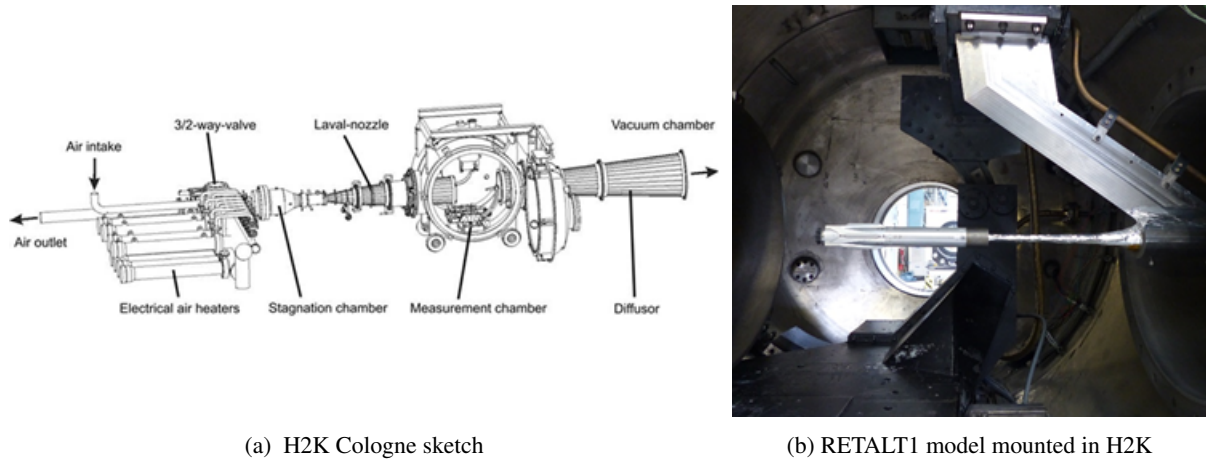 3/2-way-valve
Laval-nozzle
Vacuum chamber
Air intake
Air outlet
Electrical air heaters
Stagnation chamber
Measurement chamber
Diffusor
(a) H2K Cologne sketch
(b) RETALT1 model mounted in H2K